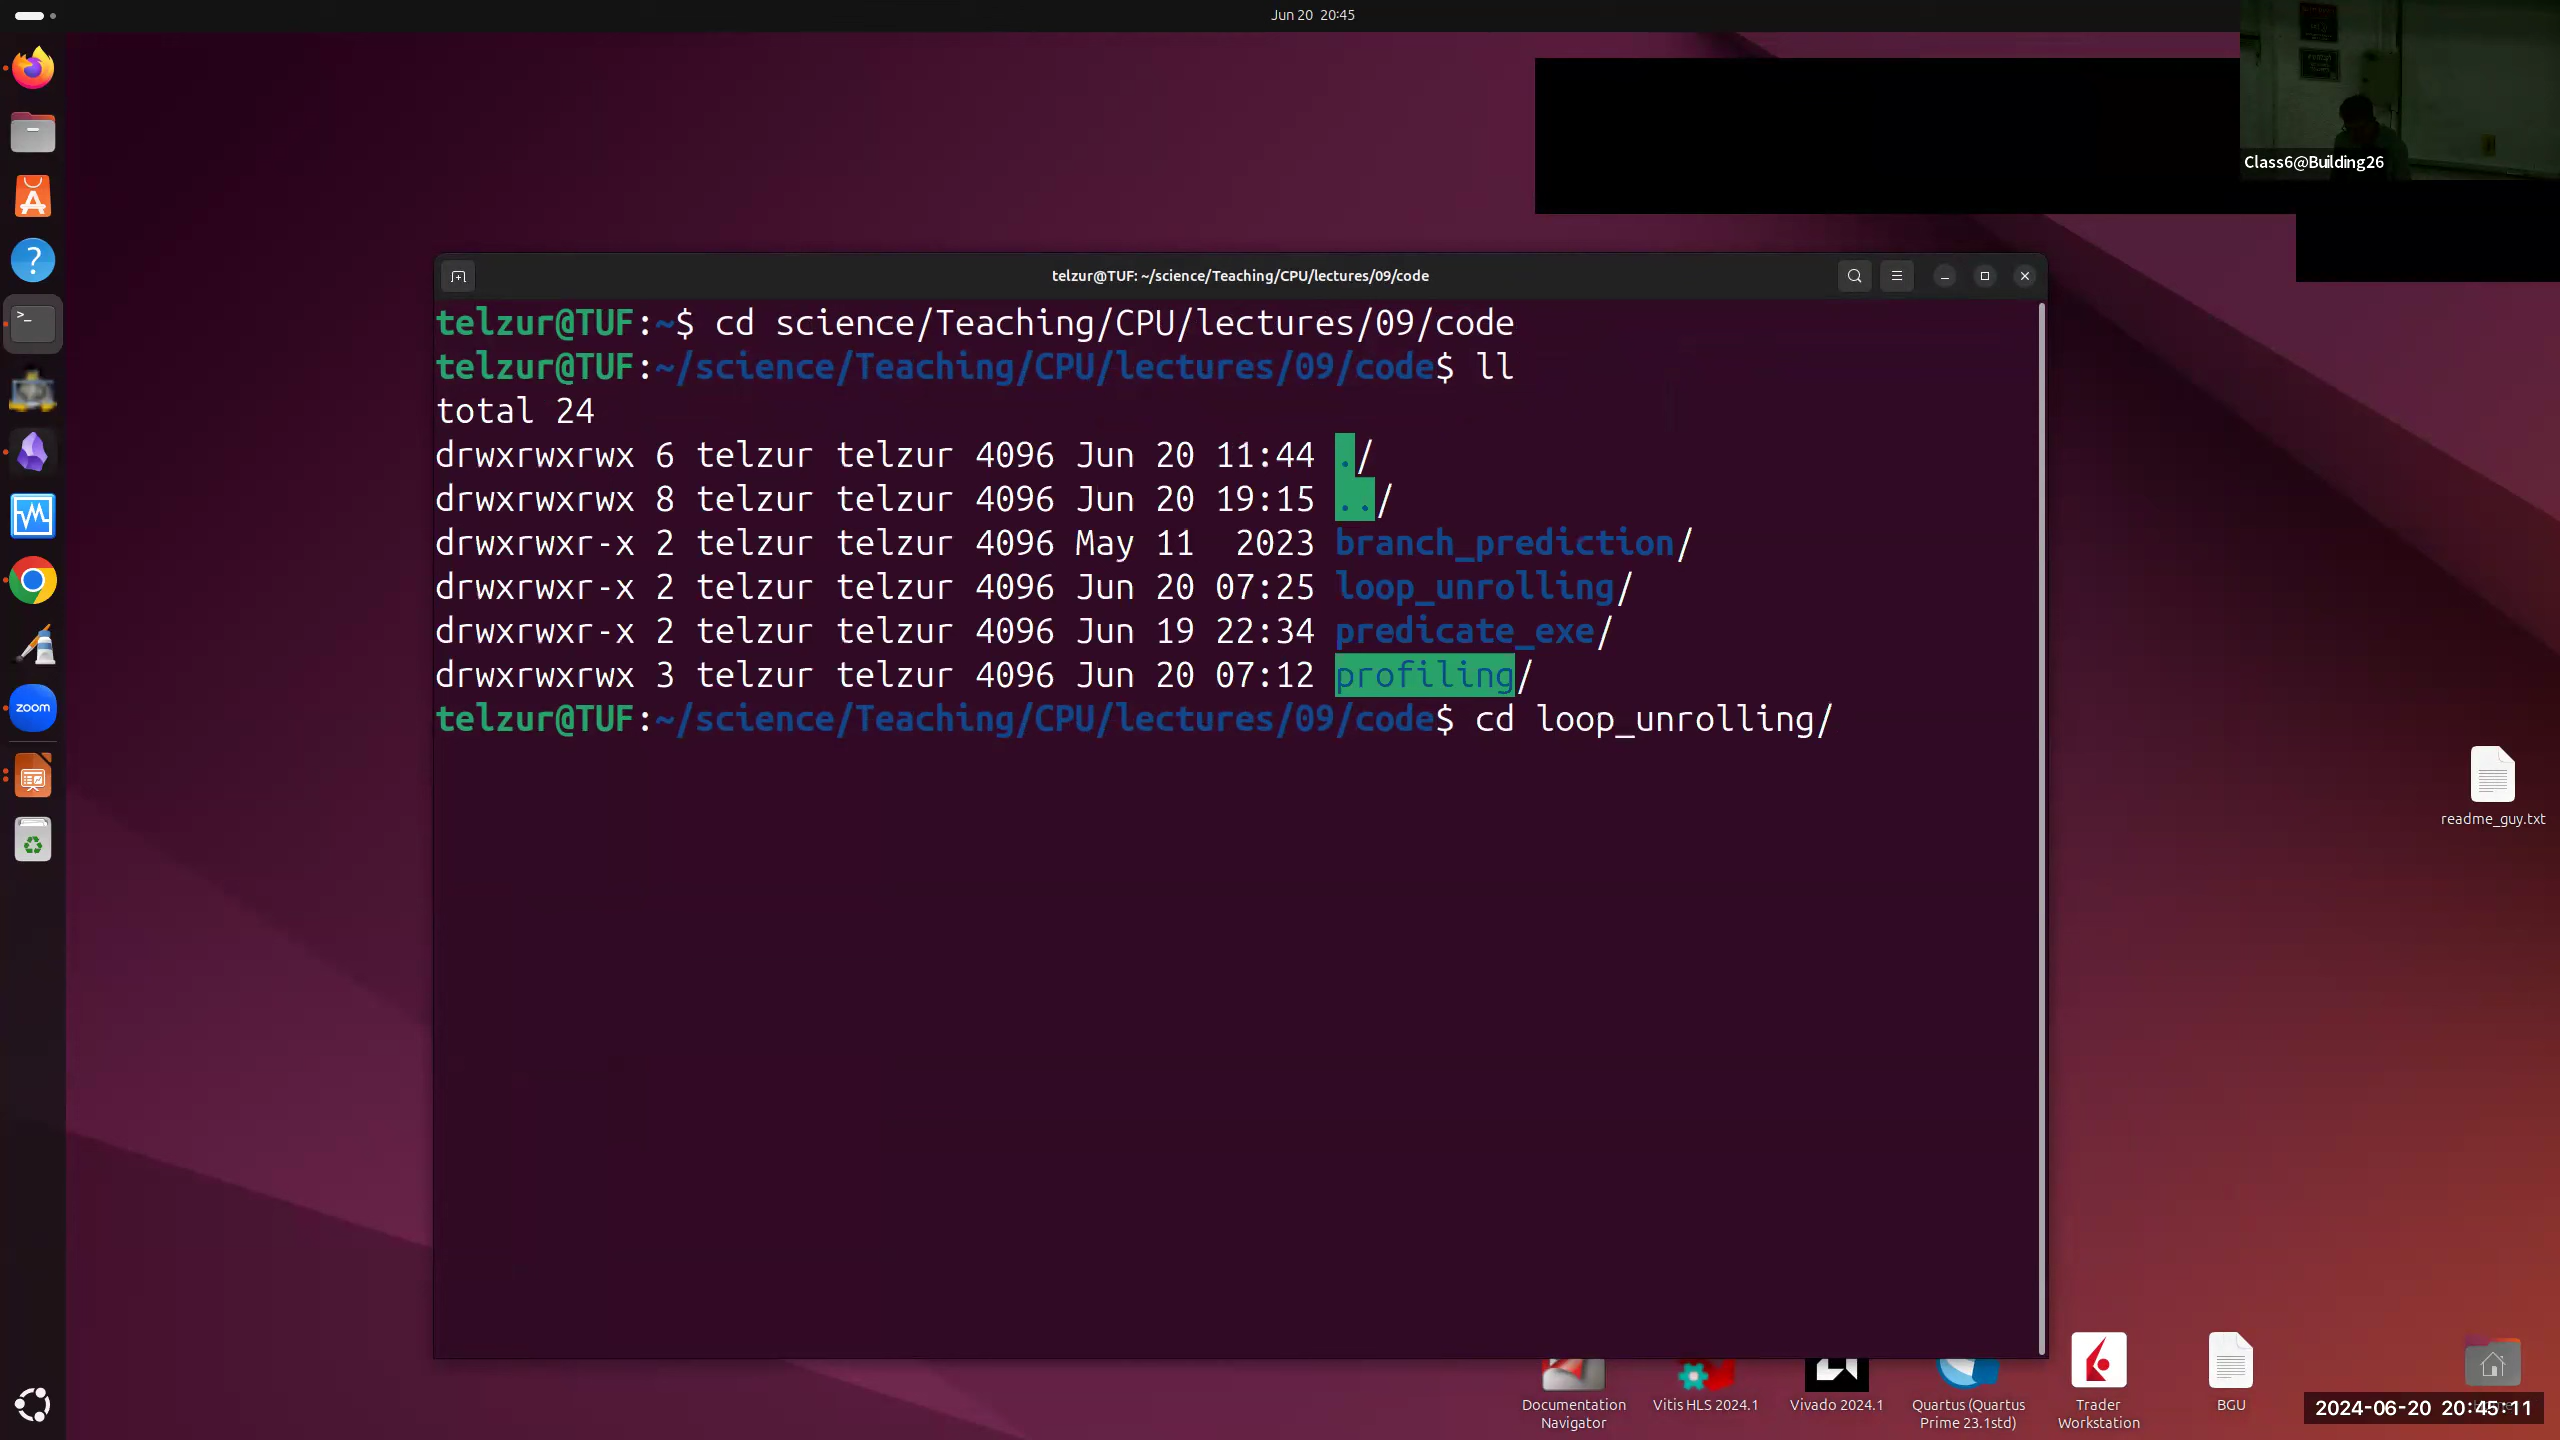 Jun 20 20:45
Class6@Building26
telzur@TUF: ~/science/Teaching/CPU/lectures/09/code
telzur@TUF:~$ cd science/Teaching/CPU/lectures/09/code
telzur@TUF:~/science/Teaching/CPU/lectures/09/code$ ll
total 24
drwxrwxrwx 6 telzur telzur 4096 Jun 20 11:44 ./
drwxrwxrwx 8 telzur telzur 4096 Jun 20 19:15 ../
drwxrwxr-x 2 telzur telzur 4096 May 11  2023 branch_prediction/
drwxrwxr-x 2 telzur telzur 4096 Jun 20 07:25 loop_unrolling/
drwxrwxr-x 2 telzur telzur 4096 Jun 19 22:34 predicate_exe/
drwxrwxrwx 3 telzur telzur 4096 Jun 20 07:12 profiling/
telzur@TUF:~/science/Teaching/CPU/lectures/09/code$ cd loop_unrolling/
zoom
readme_guy.txt
Documentation
Navigator
Vitis HLS 2024.1
Vivado 2024.1
Quartus (Quartus
Prime 23.1std)
Trader
Workstation
BGU
2024-06-20 20:45:11